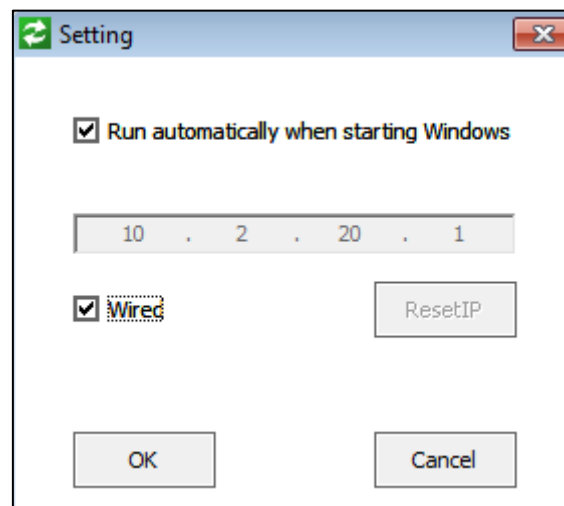 Setting
Run automatically when starting Windows
10 . 2 . 20 . 1
Wired
ResetIP
OK
Cancel